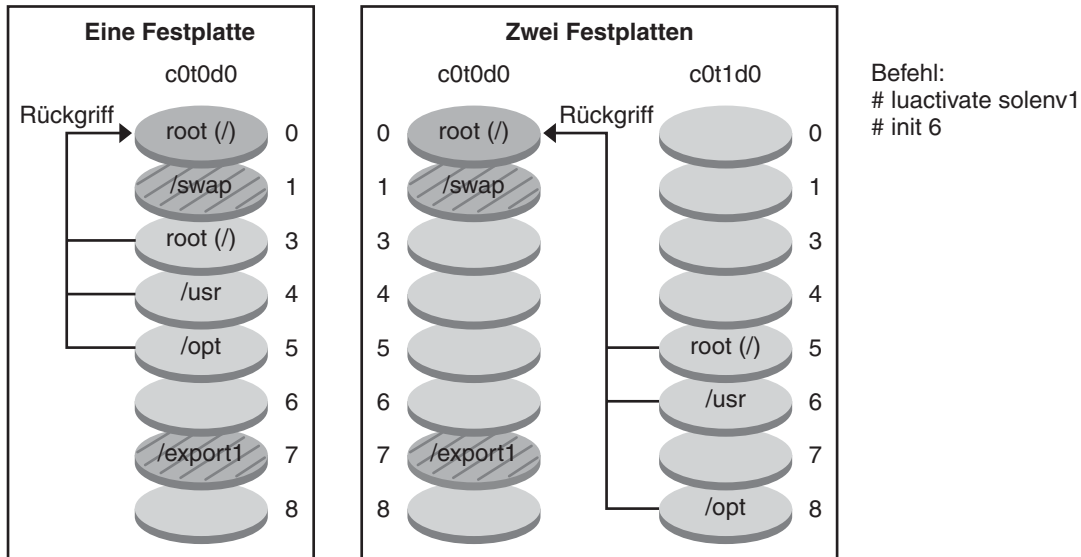 Eine Festplatte
c0t0d0
Rückgriff
root (/) 0
/swap 1
root (/) 3
/usr 4
/opt 5
6
/export1 7
8
Zwei Festplatten
c0t0d0 c0t1d0
Rückgriff
0 root (/) 0
1 /swap 1
3 3
4 4
5 root (/) 5
6 /usr 6
7 /export1 7
8 /opt 8
Befehl:
# luactivate solenv1
# init 6